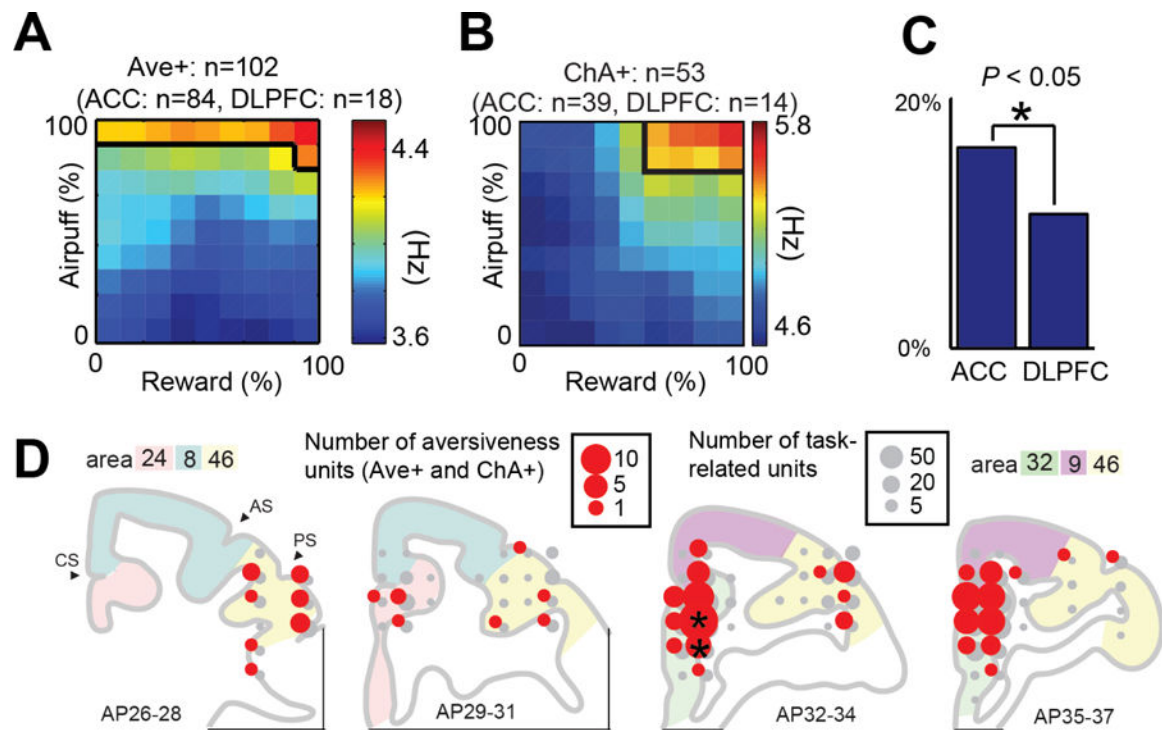 A
Ave+: n=102
(ACC: n=84, DLPFC: n=18)
100
Airpuff (%)
0
0
100
Reward (%)
4.4
(Hz)
3.6
B
ChA+: n=53
(ACC: n=39, DLPFC: n=14)
100
Airpuff (%)
0
0
100
Reward (%)
5.8
(Hz)
4.6
C
P < 0.05
*
20%
0%
ACC DLPFC
D
area 24 8 46
Number of aversiveness
units (Ave+ and ChA+)
10
5
1
Number of task-
related units
50
20
5
area 32 9 46
AS
PS
CS
*
*
AP26-28
AP29-31
AP32-34
AP35-37